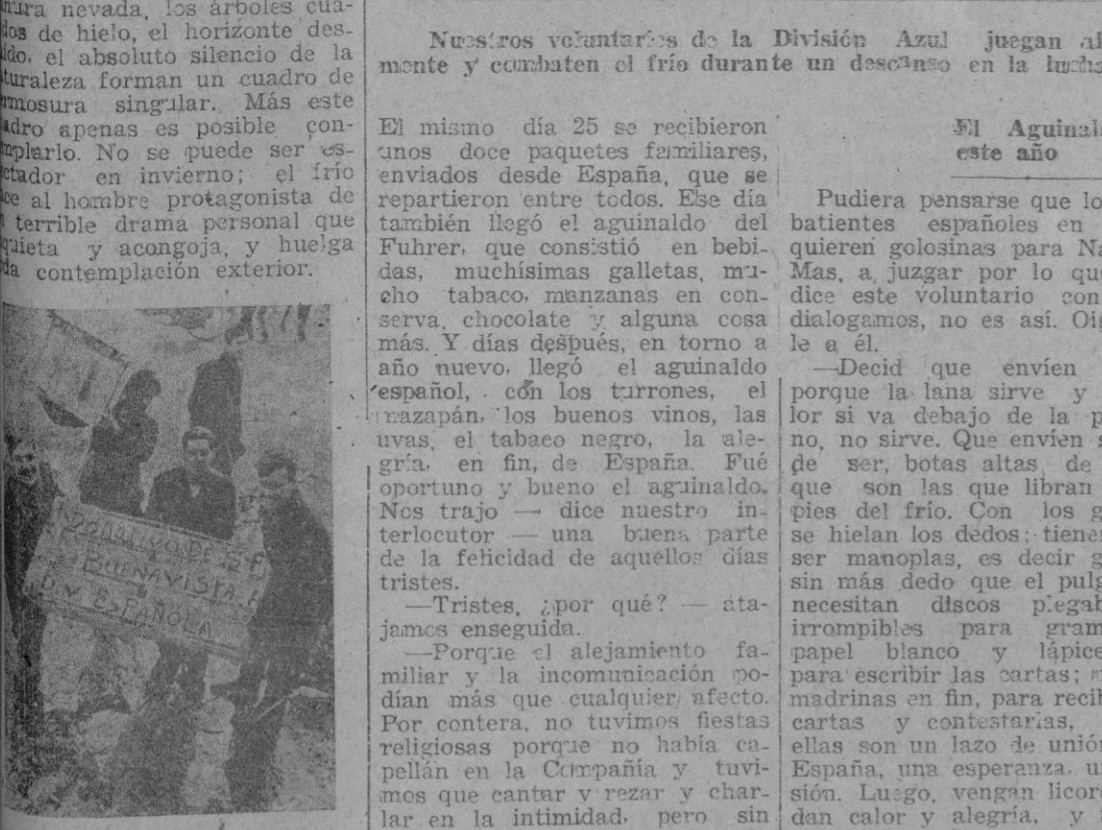 nevada, los árboles
de hielo, el horizonte des-
el absoluto silencio de la
forman un cuadro de
singular. Más este
apenas es posible con-
No se puede ser es-
en invierno; el frío
al hombre protagonista de
terrible drama personal que
y acongoja, y huelga
contemplación exterior.
BUENAVISTA
D. V. ESPAÑOLA
Nuestros voluntarios de la División Azul juegan
mente y combaten el frío durante un descanso en la lucha
El mismo día 25 se recibieron
unos doce paquetes familiares,
enviados desde España, que se
repartieron entre todos. Ese día
también llegó el aguinaldo del
Fuhrer, que consistió en bebi-
das, muchísimas galletas, mu-
cho tabaco, manzanas en con-
serva, chocolate y alguna cosa
más. Y días después, en torno a
año nuevo, llegó el aguinaldo
español, con los turrones, el
mazapán, los buenos vinos, las
uvas, el tabaco negro, la ale-
gría, en fin, de España. Fué
oportuno y bueno el aguinaldo.
Nos trajo — dice nuestro in-
terlocutor — una buena parte
de la felicidad de aquellos días
tristes.
—Tristes, ¿por qué? — ata-
jamos enseguida.
—Porque el alejamiento fa-
miliar y la incomunicación po-
dían más que cualquier afecto.
Por contera, no tuvimos fiestas
religiosas porque no había ca-
pellán en la Compañía y tuvi-
mos que cantar y rezar y char-
lar en la intimidad, pero sin
El Aguinal
este año
Pudiera pensarse que lo
batientes españoles en
quieren golosinas para Na
Mas, a juzgar por lo que
dice este voluntario con
dialogamos, no es así. Oig
le a él.
—Decid que envíen
porque la lana sirve y
lor si va debajo de la p
no, no sirve. Que envíen s
de ser, botas altas, de
que son las que libran
pies del frío. Con los g
se hielan los dedos: tiene
ser manoplas, es decir g
sin más dedo que el pulg
necesitan discos plegab
irrompibles para gram
papel blanco y lápice
para escribir las cartas;
madrinas en fin, para recib
cartas y contestarlas,
ellas son un lazo de unión
España, una esperanza, u
sión. Luego, vengan licor
dan calor y alegría, y